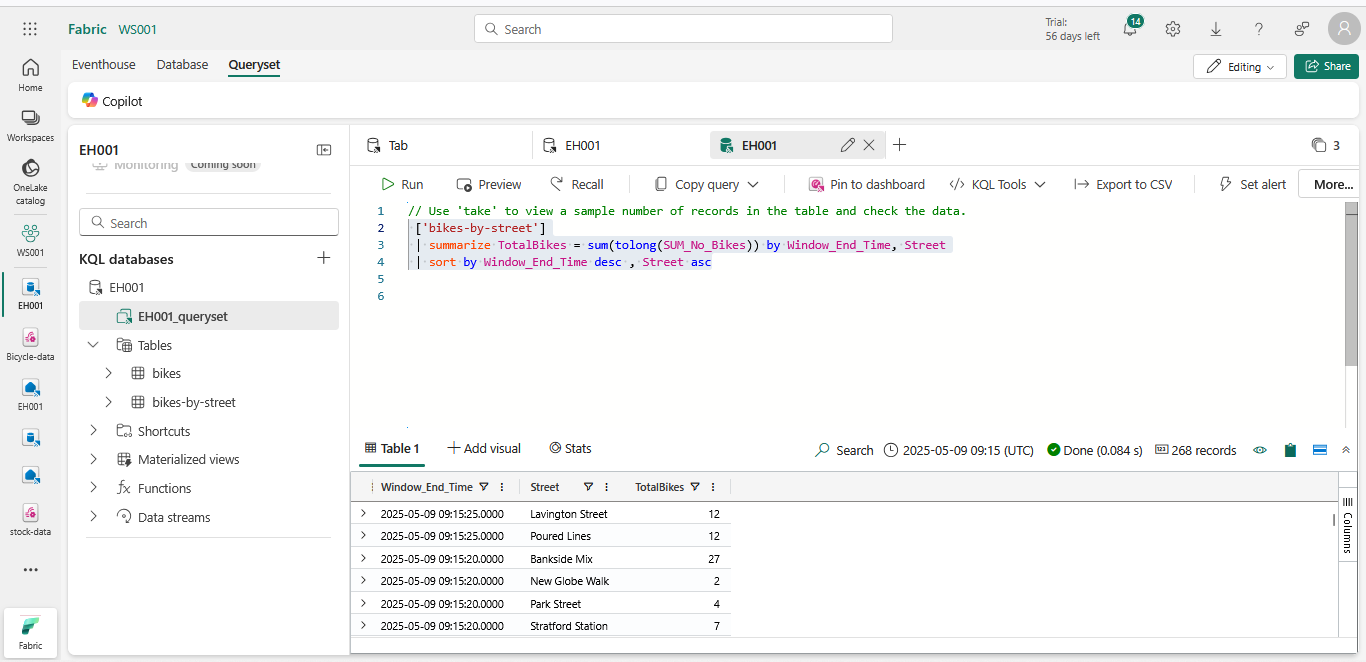 Fabric WS001
Search
Trial:
56 days left
14
Home
Workspaces
OneLake
catalog
WS001
EH001
Bicycle-data
EH001
stock-data
Fabric
Eventhouse Database Queryset
Editing
Share
Copilot
EH001
Monitoring Coming soon
Search
KQL databases
EH001
EH001_queryset
Tables
bikes
bikes-by-street
Shortcuts
Materialized views
Functions
Data streams
Tab
EH001
EH001
3
Run Preview Recall Copy query Pin to dashboard KQL Tools Export to CSV Set alert More...
1 // Use 'take' to view a sample number of records in the table and check the data.
2 ['bikes-by-street']
3 | summarize TotalBikes = sum(tolong(SUM_No_Bikes)) by Window_End_Time, Street
4 | sort by Window_End_Time desc , Street asc
5
6
Table 1 Add visual Stats Search 2025-05-09 09:15 (UTC) Done (0.084 s) 268 records
Window_End_Time Street TotalBikes
2025-05-09 09:15:25.0000 Lavington Street 12
2025-05-09 09:15:25.0000 Poured Lines 12
2025-05-09 09:15:20.0000 Bankside Mix 27
2025-05-09 09:15:20.0000 New Globe Walk 2
2025-05-09 09:15:20.0000 Park Street 4
2025-05-09 09:15:20.0000 Stratford Station 7
Columns